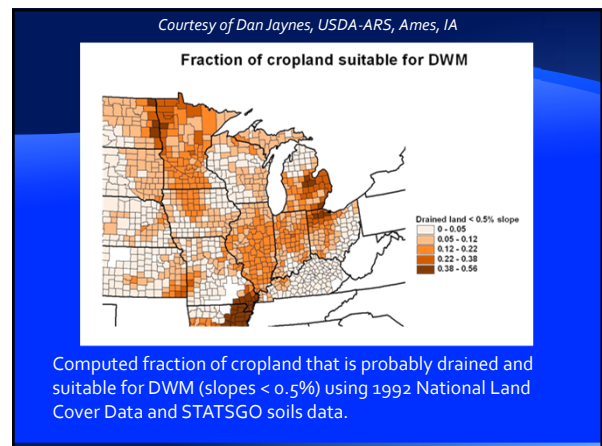 Courtesy of Dan Jaynes, USDA-ARS, Ames, IA
Fraction of cropland suitable for DWM
Drained land < 0.5% slope
0 - 0.05
0.05 - 0.12
0.12 - 0.22
0.22 - 0.38
0.38 - 0.56
Computed fraction of cropland that is probably drained and
suitable for DWM (slopes < 0.5%) using 1992 National Land
Cover Data and STATSGO soils data.